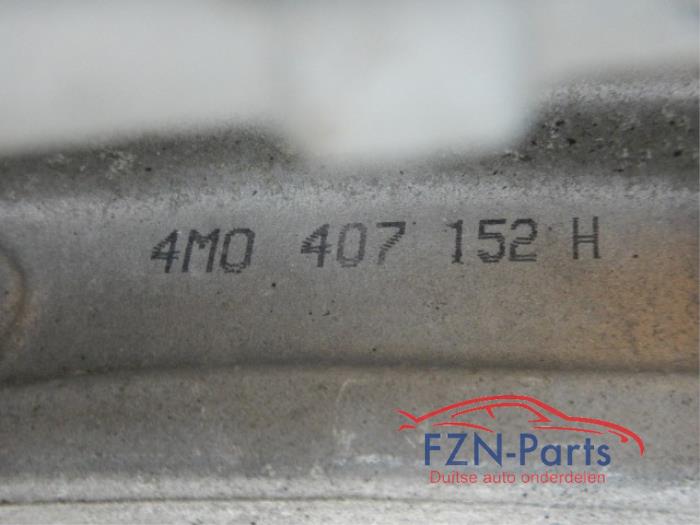 4M0 407 152 H
FZN-Parts
Duitse auto onderdelen